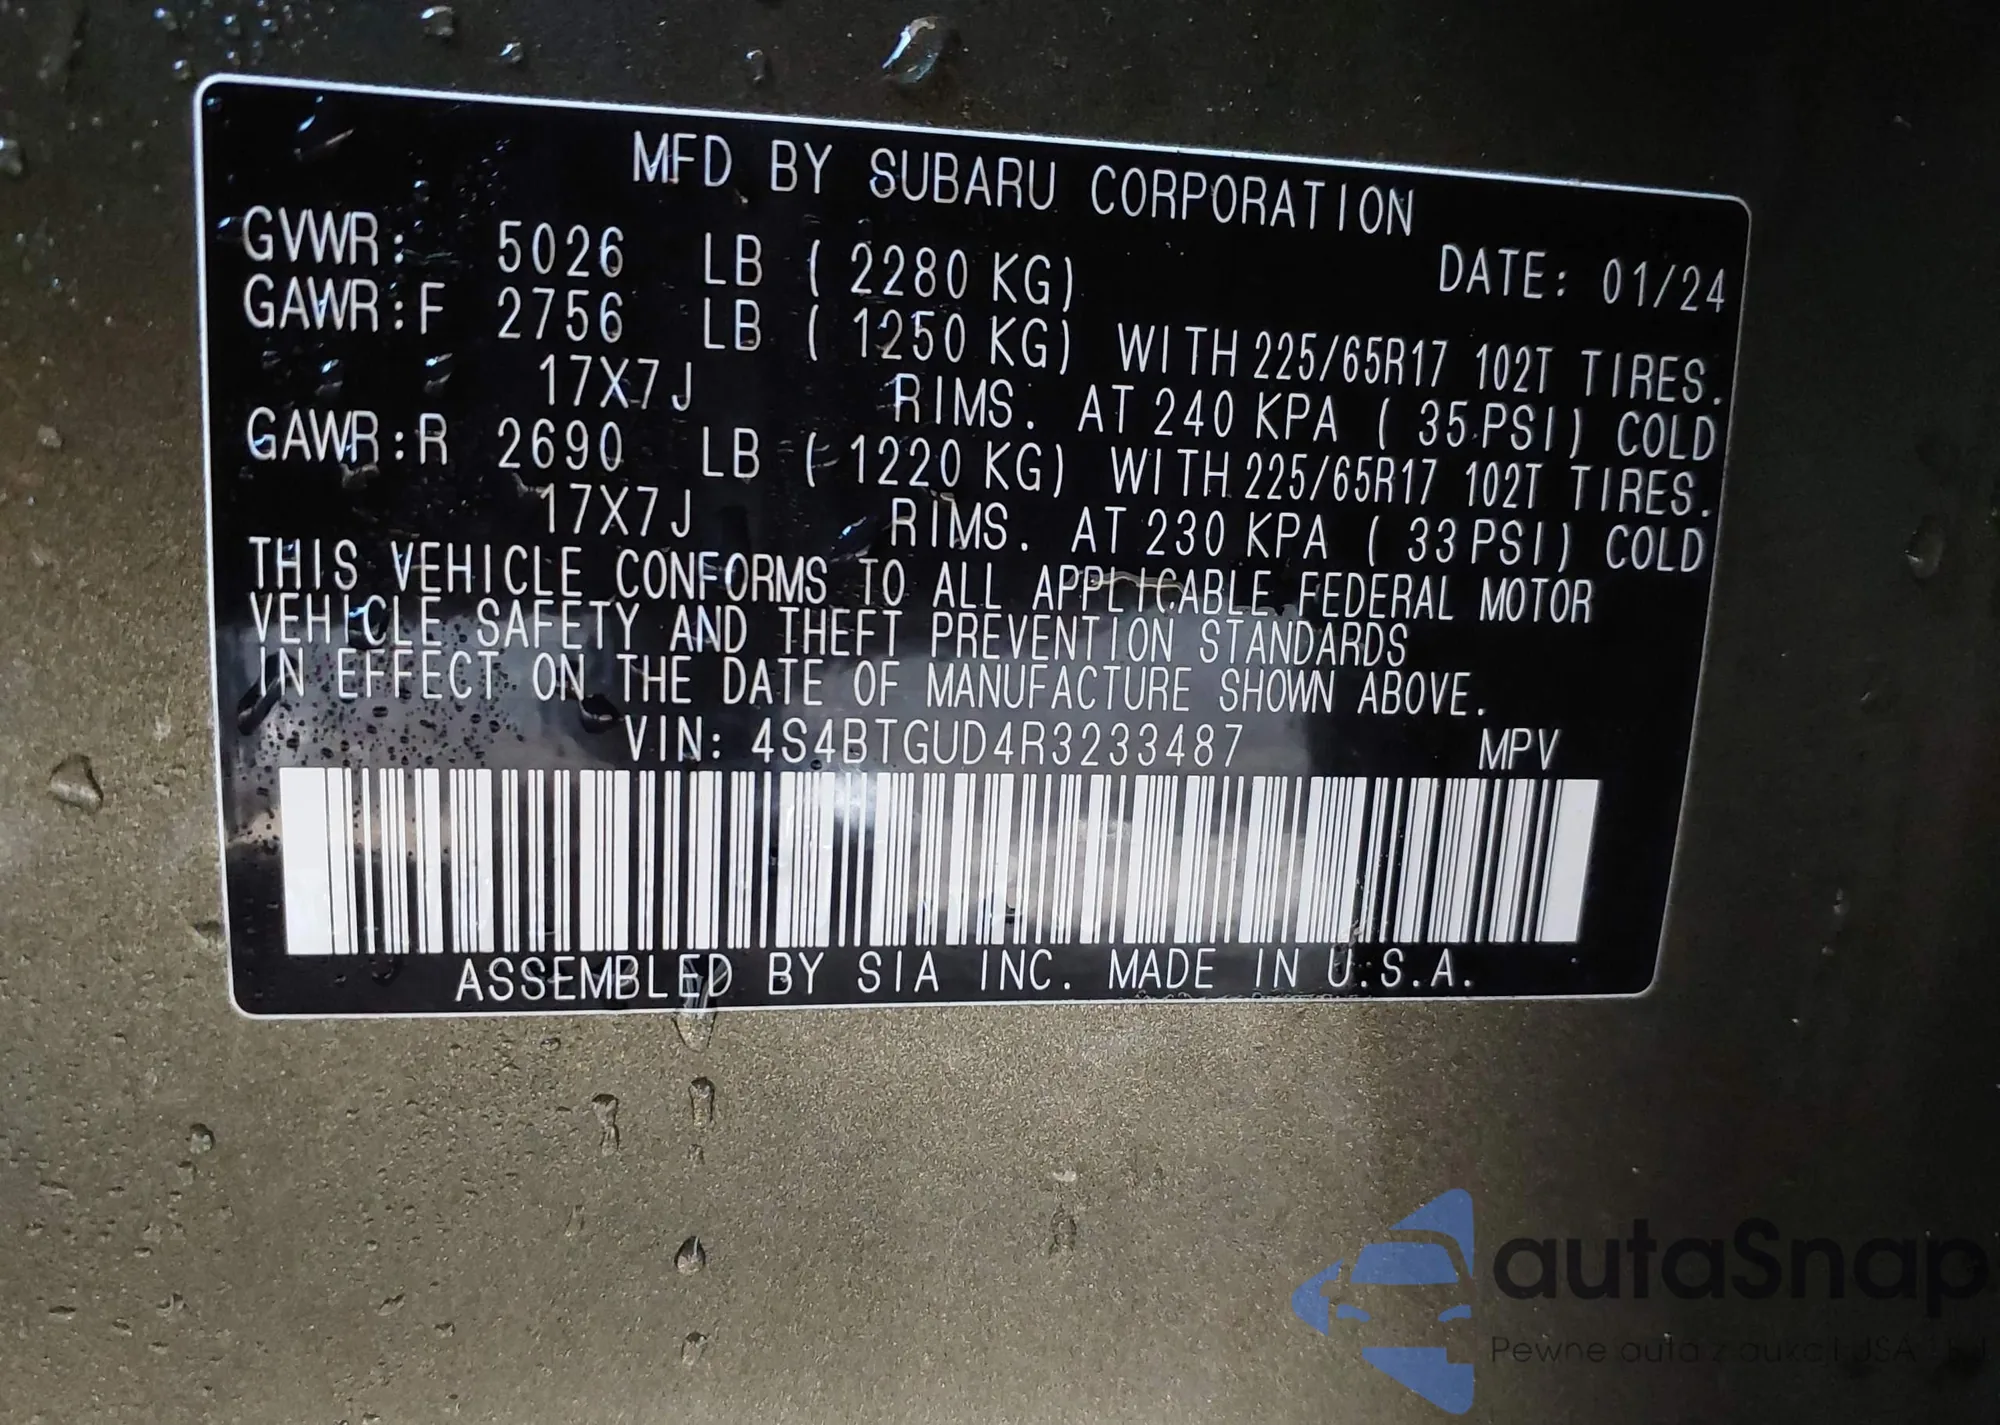 MFD BY SUBARU CORPORATION
GVWR: 5026 LB ( 2280 KG) DATE: 01/24
GAWR:F 2756 LB ( 1250 KG) WITH 225/65R17 102T TIRES.
17X7J RIMS. AT 240 KPA ( 35 PSI) COLD
GAWR:R 2690 LB ( 1220 KG) WITH 225/65R17 102T TIRES.
17X7J RIMS. AT 230 KPA ( 33 PSI) COLD
THIS VEHICLE CONFORMS TO ALL APPLICABLE FEDERAL MOTOR
VEHICLE SAFETY AND THEFT PREVENTION STANDARDS
IN EFFECT ON THE DATE OF MANUFACTURE SHOWN ABOVE.
VIN: 4S4BTGUD4R3233487 MPV
ASSEMBLED BY SIA INC. MADE IN U.S.A.
autaSnap
Pewne auta z aukcji USA